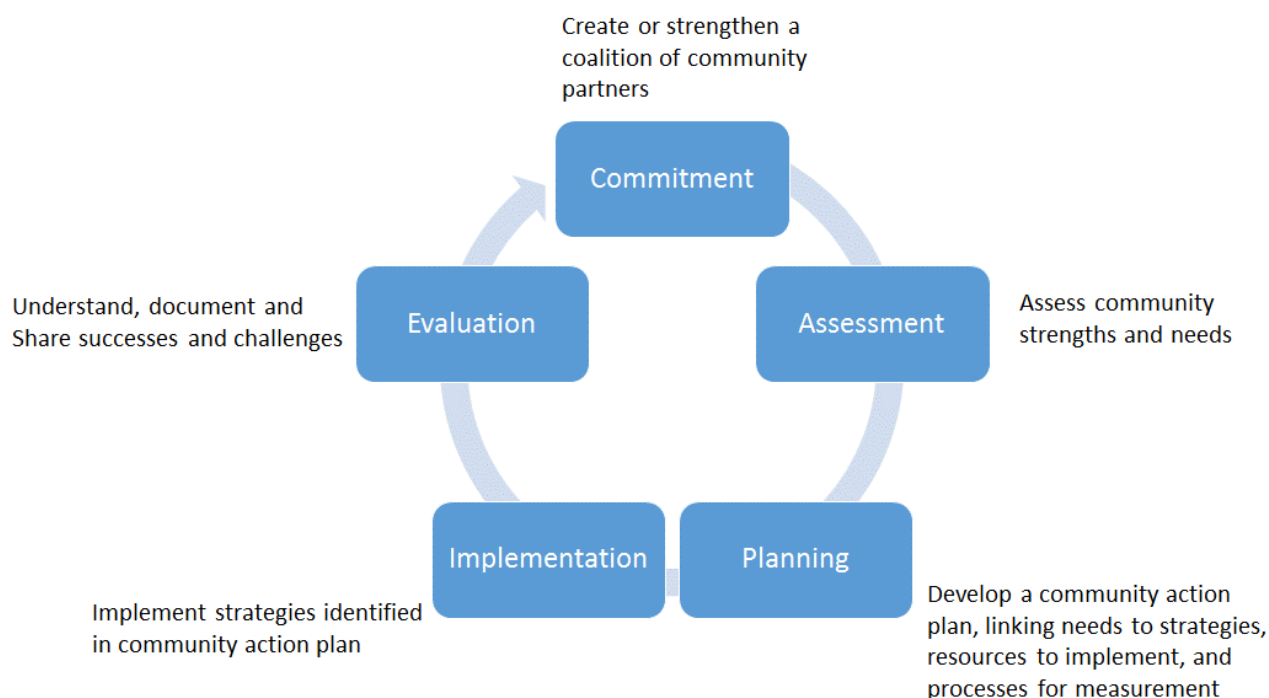 Create or strengthen a
coalition of community
partners
Commitment
Assessment
Assess community
strengths and needs
Planning
Develop a community action
plan, linking needs to strategies,
resources to implement, and
processes for measurement
Implementation
Implement strategies identified
in community action plan
Evaluation
Understand, document and
Share successes and challenges